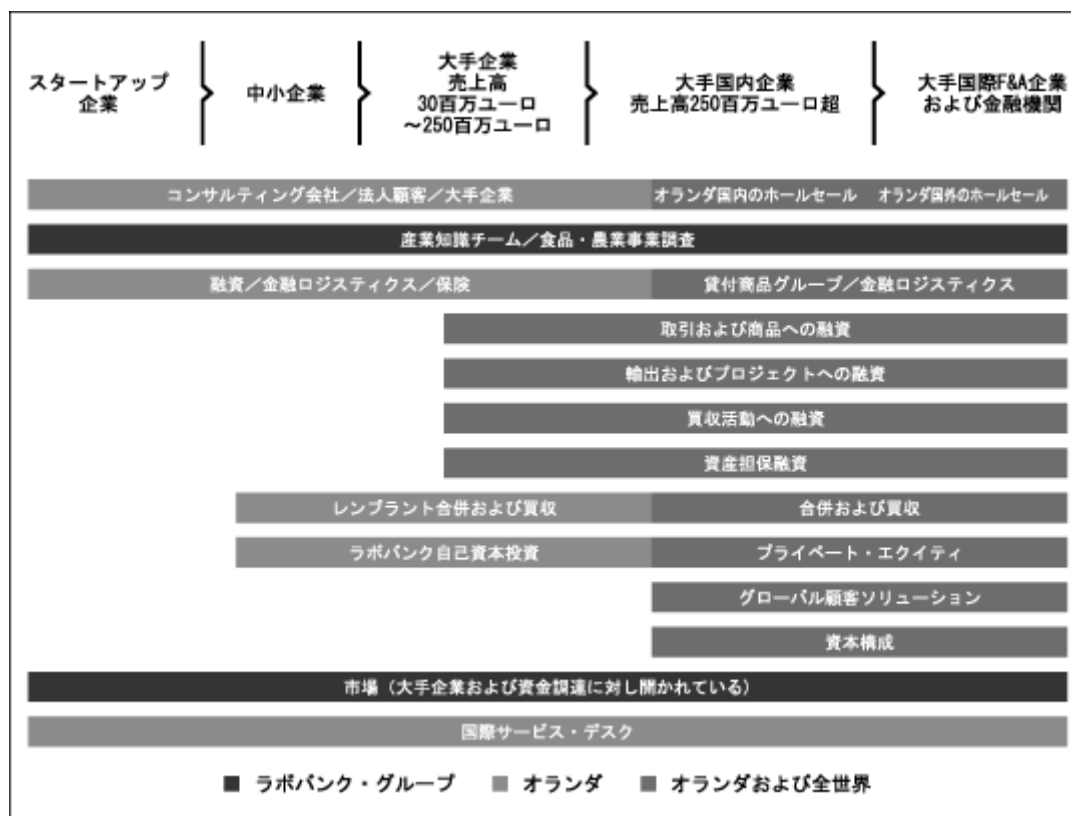 スタートアップ
企業
中小企業
大手企業
売上高
30百万ユーロ
～250百万ユーロ
大手国内企業
売上高250百万ユーロ超
大手国際F&A企業
および金融機関
コンサルティング会社／法人顧客／大手企業
オランダ国内のホールセール
オランダ国外のホールセール
産業知識チーム／食品・農業事業調査
融資／金融ロジスティクス／保険
貸付商品グループ／金融ロジスティクス
取引および商品への融資
輸出およびプロジェクトへの融資
買収活動への融資
資産担保融資
レンブラント合併および買収
合併および買収
ラボバンク自己資本投資
プライベート・エクイティ
グローバル顧客ソリューション
資本構成
市場（大手企業および資金調達に対し開かれている）
国際サービス・デスク
■ ラボバンク・グループ ■ オランダ ■ オランダおよび全世界